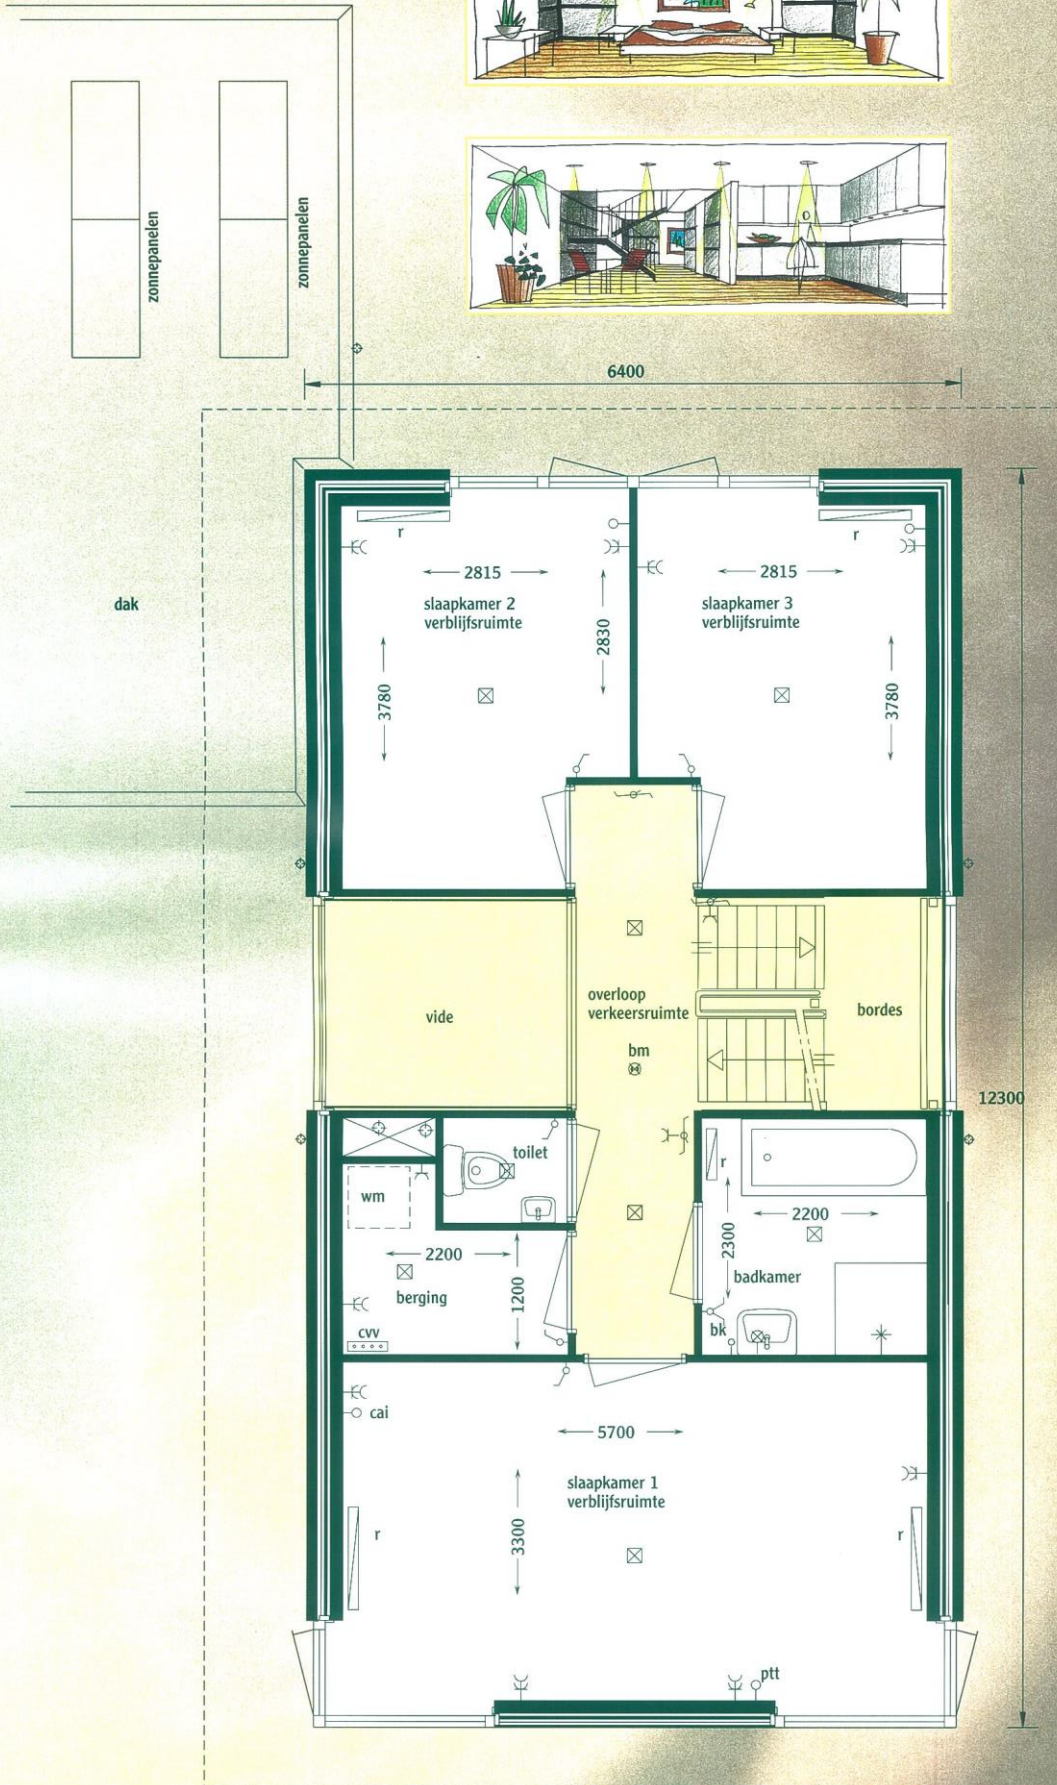 zonnepanelen
zonnepanelen
6400
dak
r
r
2815
2815
slaapkamer 2
verblijfsruimte
slaapkamer 3
verblijfsruimte
2830
3780
3780
vide
overloop
verkeersruimte
bordes
bm
12300
toilet
r
wm
2200
2200
2300
berging
1200
badkamer
cvv
bk
cai
5700
slaapkamer 1
verblijfsruimte
3300
r
r
ptt